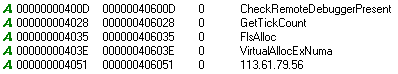 A 00000000400D 00000040600D 0 CheckRemoteDebuggerPresent
A 000000004028 000000406028 0 GetTickCount
A 000000004035 000000406035 0 FlsAlloc
A 00000000403E 00000040603E 0 VirtualAllocExNuma
A 000000004051 000000406051 0 113.61.79.56